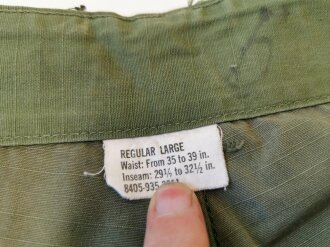 REGULAR LARGE
Waist: From 35 to 39 in.
Inseam: 29½ to 32½ in.
8405-935